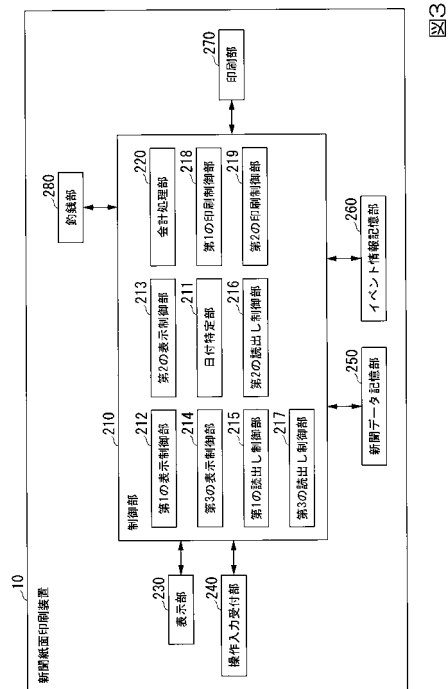 図3
10
新聞紙面印刷装置
210
制御部
212
第1の表示制御部
213
第2の表示制御部
220
会計処理部
214
第3の表示制御部
211
日付特定部
218
第1の印刷制御部
215
第1の読出し制御部
216
第2の読出し制御部
219
第2の印刷制御部
217
第3の読出し制御部
230
表示部
240
操作入力受付部
250
新聞データ記憶部
260
イベント情報記憶部
270
印刷部
280
釣銭部